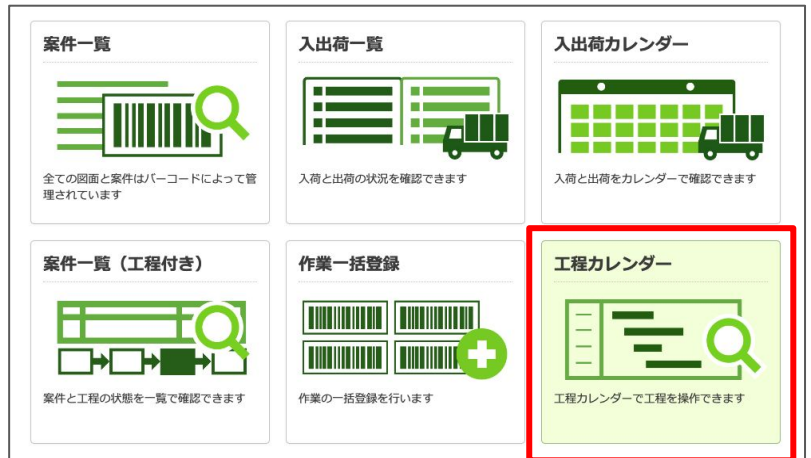 案件一覧
全ての図面と案件はバーコードによって管
理されています
入出荷一覧
入荷と出荷の状況を確認できます
入出荷カレンダー
入荷と出荷をカレンダーで確認できます
案件一覧（工程付き）
案件と工程の状態を一覧で確認できます
作業一括登録
作業の一括登録を行います
工程カレンダー
工程カレンダーで工程を操作できます